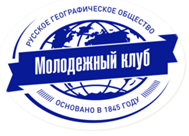 РУССКОЕ ГЕОГРАФИЧЕСКОЕ ОБЩЕСТВО
Молодежный клуб
ОСНОВАНО В 1845 ГОДУ